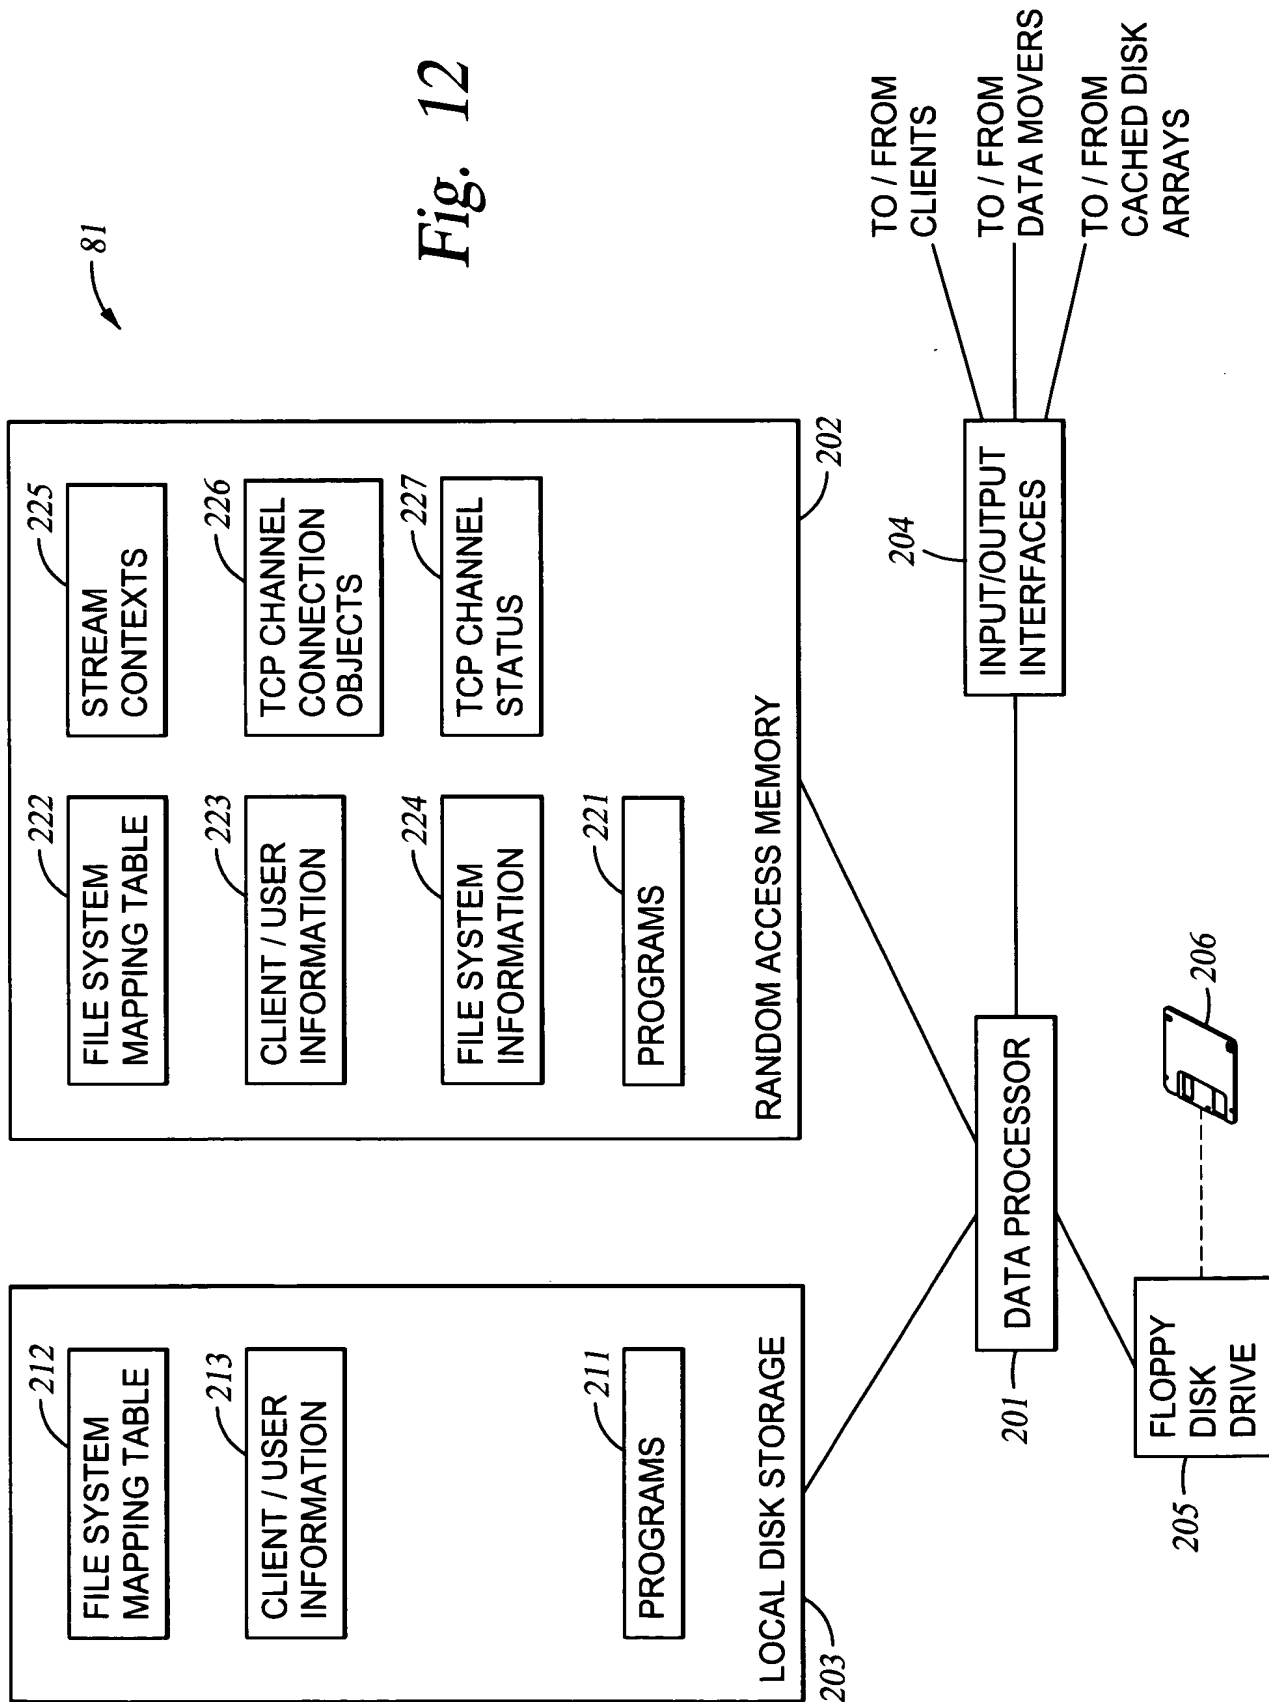 81
Fig. 12
212
FILE SYSTEM
MAPPING TABLE
213
CLIENT / USER
INFORMATION
211
PROGRAMS
LOCAL DISK STORAGE
203
222
FILE SYSTEM
MAPPING TABLE
223
CLIENT / USER
INFORMATION
224
FILE SYSTEM
INFORMATION
221
PROGRAMS
225
STREAM
CONTEXTS
226
TCP CHANNEL
CONNECTION
OBJECTS
227
TCP CHANNEL
STATUS
RANDOM ACCESS MEMORY
202
DATA PROCESSOR
201
FLOPPY
DISK
DRIVE
205
206
204
INPUT/OUTPUT
INTERFACES
TO / FROM
CLIENTS
TO / FROM
DATA MOVERS
TO / FROM
CACHED DISK
ARRAYS